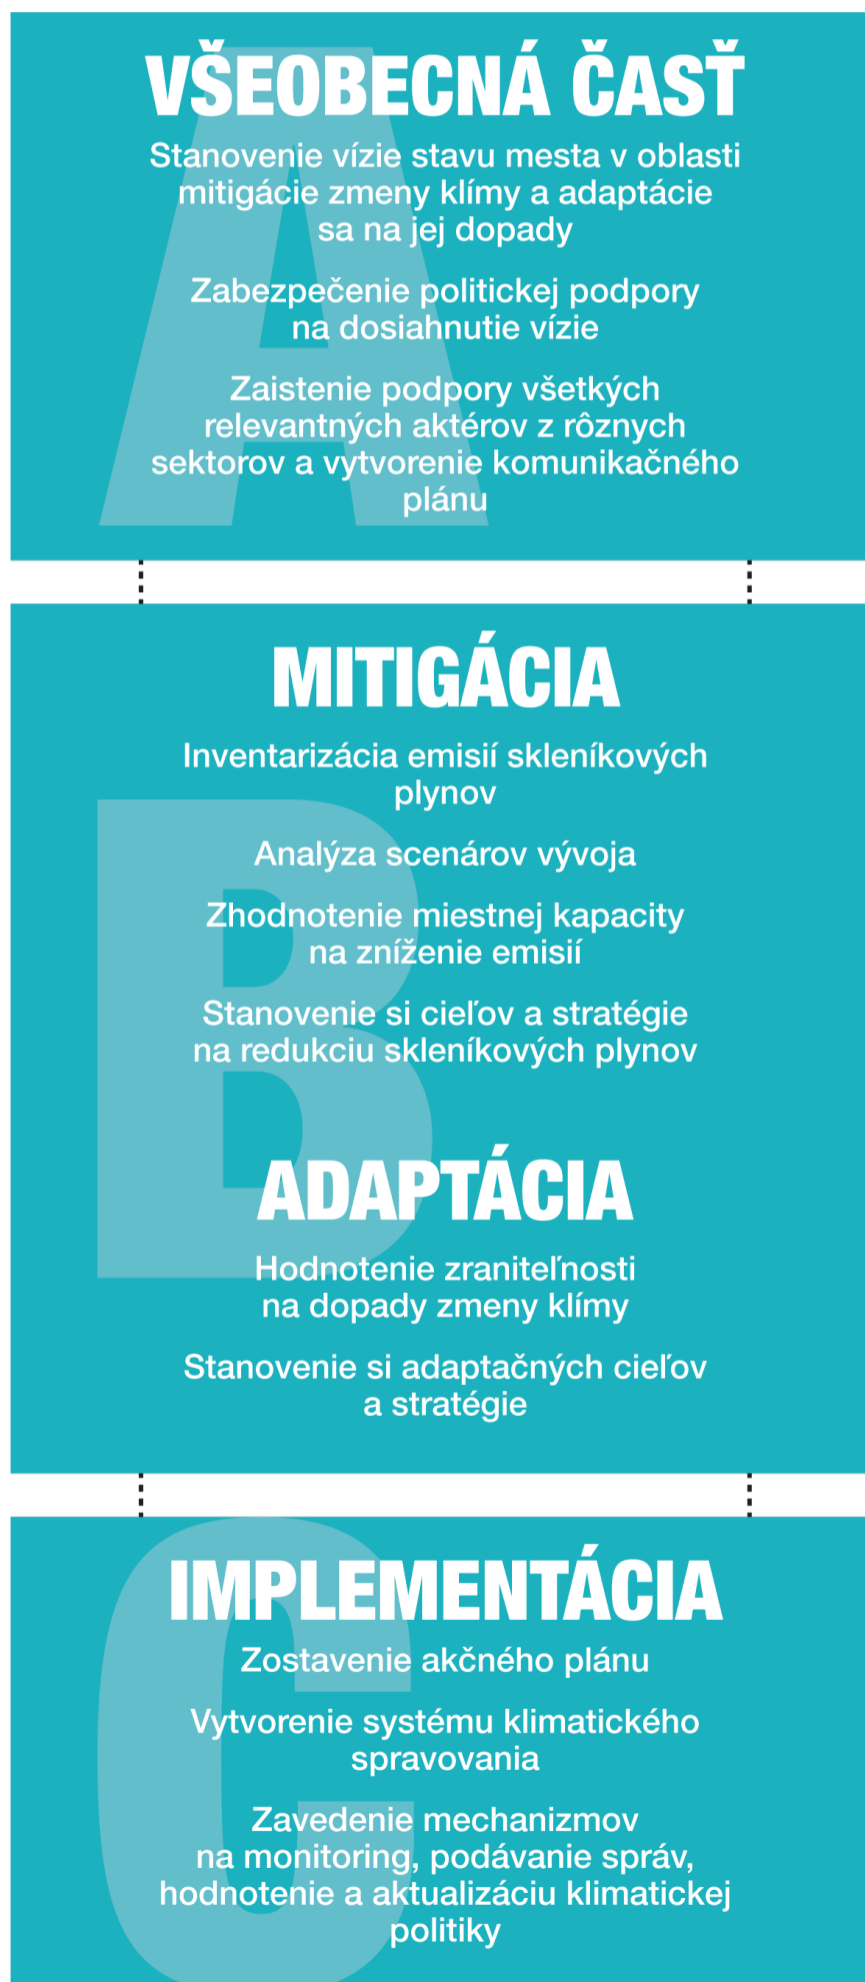 A
VŠEOBECNÁ ČASŤ
Stanovenie vízie stavu mesta v oblasti
mitigácie zmeny klímy a adaptácie
sa na jej dopady
Zabezpečenie politickej podpory
na dosiahnutie vízie
Zaistenie podpory všetkých
relevantných aktérov z rôznych
sektorov a vytvorenie komunikačného
plánu
B
MITIGÁCIA
Inventarizácia emisií skleníkových
plynov
Analýza scenárov vývoja
Zhodnotenie miestnej kapacity
na zníženie emisií
Stanovenie si cieľov a stratégie
na redukciu skleníkových plynov
ADAPTÁCIA
Hodnotenie zraniteľnosti
na dopady zmeny klímy
Stanovenie si adaptačných cieľov
a stratégie
C
IMPLEMENTÁCIA
Zostavenie akčného plánu
Vytvorenie systému klimatického
spravovania
Zavedenie mechanizmov
na monitoring, podávanie správ,
hodnotenie a aktualizáciu klimatickej
politiky